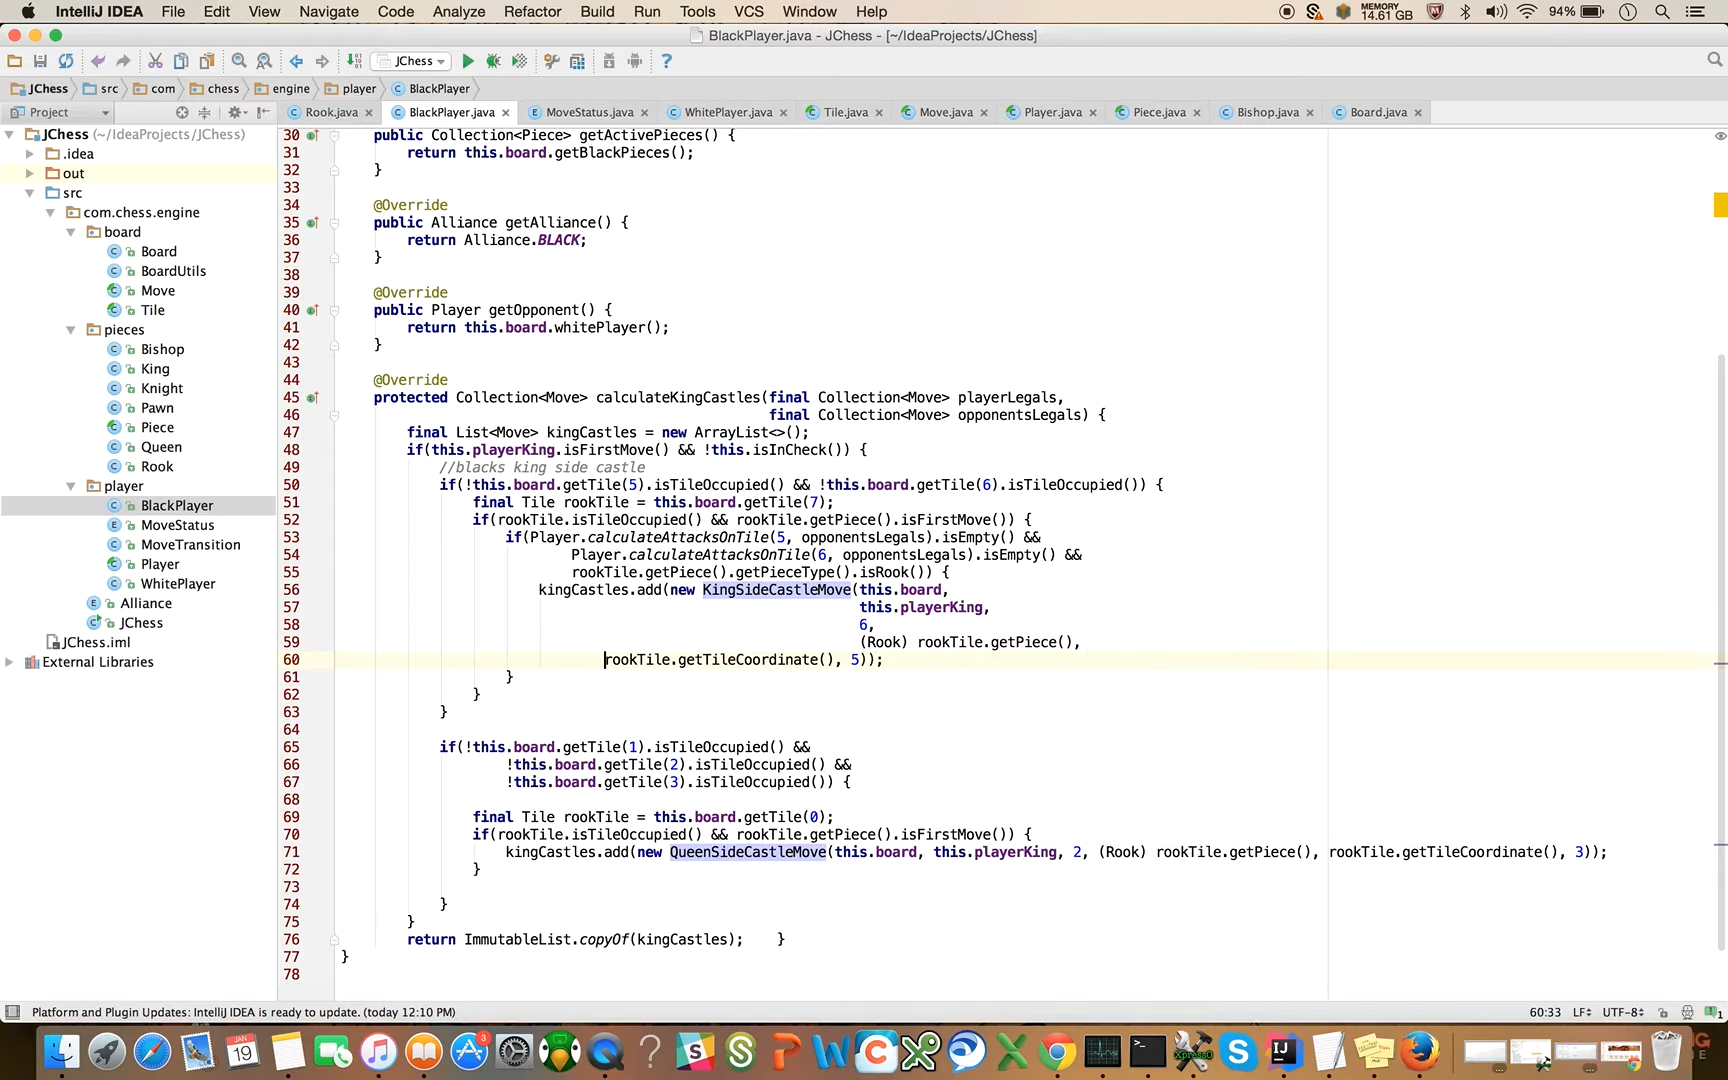 IntelliJ IDEA File Edit View Navigate Code Analyze Refactor Build Run Tools VCS Window Help MEMORY 14.61 GB 94%
BlackPlayer.java - JChess - [~/IdeaProjects/JChess]
JChess
JChess src com chess engine player BlackPlayer
Project Rook.java BlackPlayer.java MoveStatus.java WhitePlayer.java Tile.java Move.java Player.java Piece.java Bishop.java Board.java
JChess (~/IdeaProjects/JChess)
.idea
out
src
com.chess.engine
board
Board
BoardUtils
Move
Tile
pieces
Bishop
King
Knight
Pawn
Piece
Queen
Rook
player
BlackPlayer
MoveStatus
MoveTransition
Player
WhitePlayer
Alliance
JChess
JChess.iml
External Libraries
30 public Collection<Piece> getActivePieces() {
31 return this.board.getBlackPieces();
32 }
33
34 @Override
35 public Alliance getAlliance() {
36 return Alliance.BLACK;
37 }
38
39 @Override
40 public Player getOpponent() {
41 return this.board.whitePlayer();
42 }
43
44 @Override
45 protected Collection<Move> calculateKingCastles(final Collection<Move> playerLegals,
46 final Collection<Move> opponentsLegals) {
47 final List<Move> kingCastles = new ArrayList<>();
48 if(this.playerKing.isFirstMove() && !this.isInCheck()) {
49 //blacks king side castle
50 if(!this.board.getTile(5).isTileOccupied() && !this.board.getTile(6).isTileOccupied()) {
51 final Tile rookTile = this.board.getTile(7);
52 if(rookTile.isTileOccupied() && rookTile.getPiece().isFirstMove()) {
53 if(Player.calculateAttacksOnTile(5, opponentsLegals).isEmpty() &&
54 Player.calculateAttacksOnTile(6, opponentsLegals).isEmpty() &&
55 rookTile.getPiece().getPieceType().isRook()) {
56 kingCastles.add(new KingSideCastleMove(this.board,
57 this.playerKing,
58 6,
59 (Rook) rookTile.getPiece(),
60 rookTile.getTileCoordinate(), 5));
61 }
62 }
63 }
64
65 if(!this.board.getTile(1).isTileOccupied() &&
66 !this.board.getTile(2).isTileOccupied() &&
67 !this.board.getTile(3).isTileOccupied()) {
68
69 final Tile rookTile = this.board.getTile(0);
70 if(rookTile.isTileOccupied() && rookTile.getPiece().isFirstMove()) {
71 kingCastles.add(new QueenSideCastleMove(this.board, this.playerKing, 2, (Rook) rookTile.getPiece(), rookTile.getTileCoordinate(), 3));
72 }
73
74 }
75 }
76 return ImmutableList.copyOf(kingCastles); }
77 }
78
Platform and Plugin Updates: IntelliJ IDEA is ready to update. (today 12:10 PM) 60:33 LF UTF-8
JAN 19 3